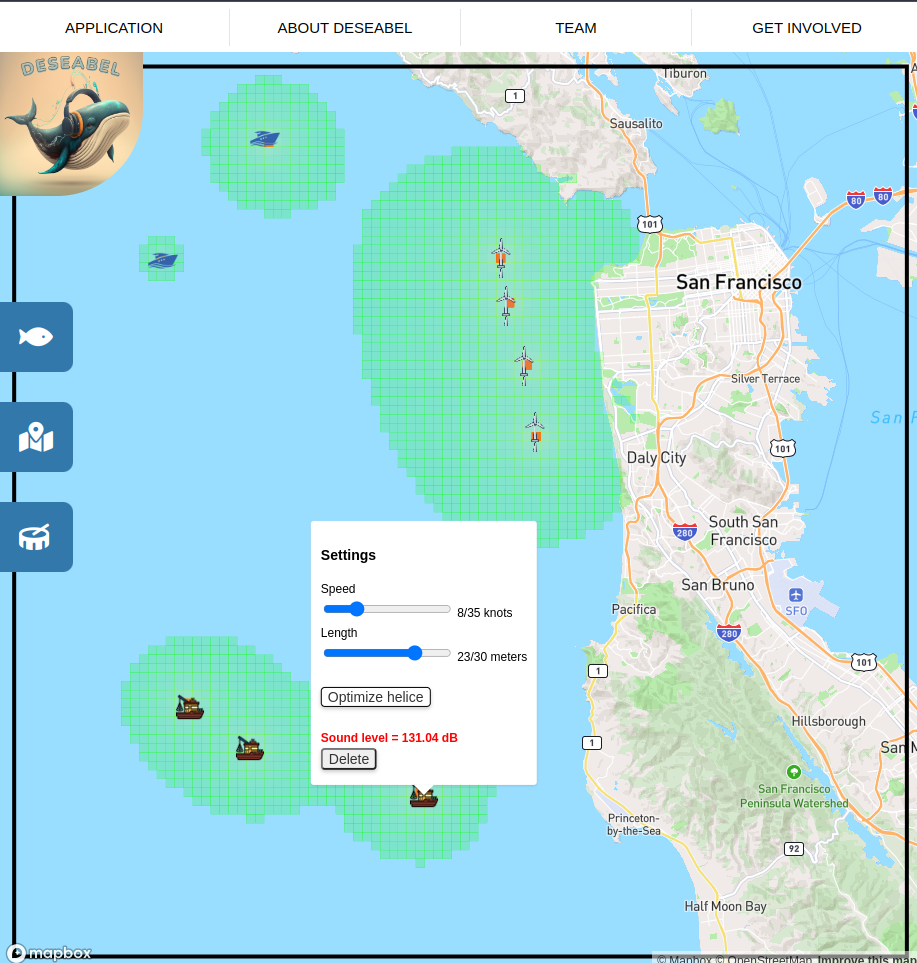 APPLICATION
ABOUT DESEABEL
TEAM
GET INVOLVED
DESEABEL
Tiburon
1
Sausalito
80
80
101
San Francisco
Silver Terrace
San F
101
Daly City
280
South San
Francisco
San Bruno
SFO
Pacifica
280
101
1
Hillsborough
1
San M
San Francisco
Peninsula Watershed
Princeton-
by-the-Sea
92
Half Moon Bay
Settings
Speed
8/35 knots
Length
23/30 meters
Optimize helice
Sound level = 131.04 dB
Delete
mapbox
© Mapbox © OpenStreetMap Improve this map